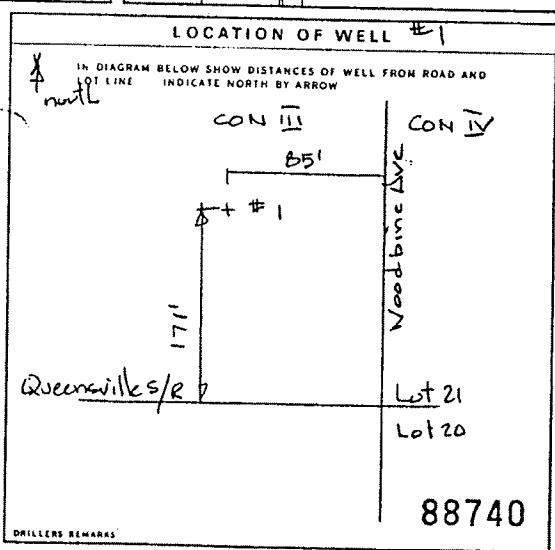 LOCATION OF WELL #1
IN DIAGRAM BELOW SHOW DISTANCES OF WELL FROM ROAD AND
LOT LINE INDICATE NORTH BY ARROW
north
CON III
CON IV
85'
Woodbine Ave
#1
171'
Queensville S/R
Lot 21
Lot 20
88740
DRILLERS REMARKS